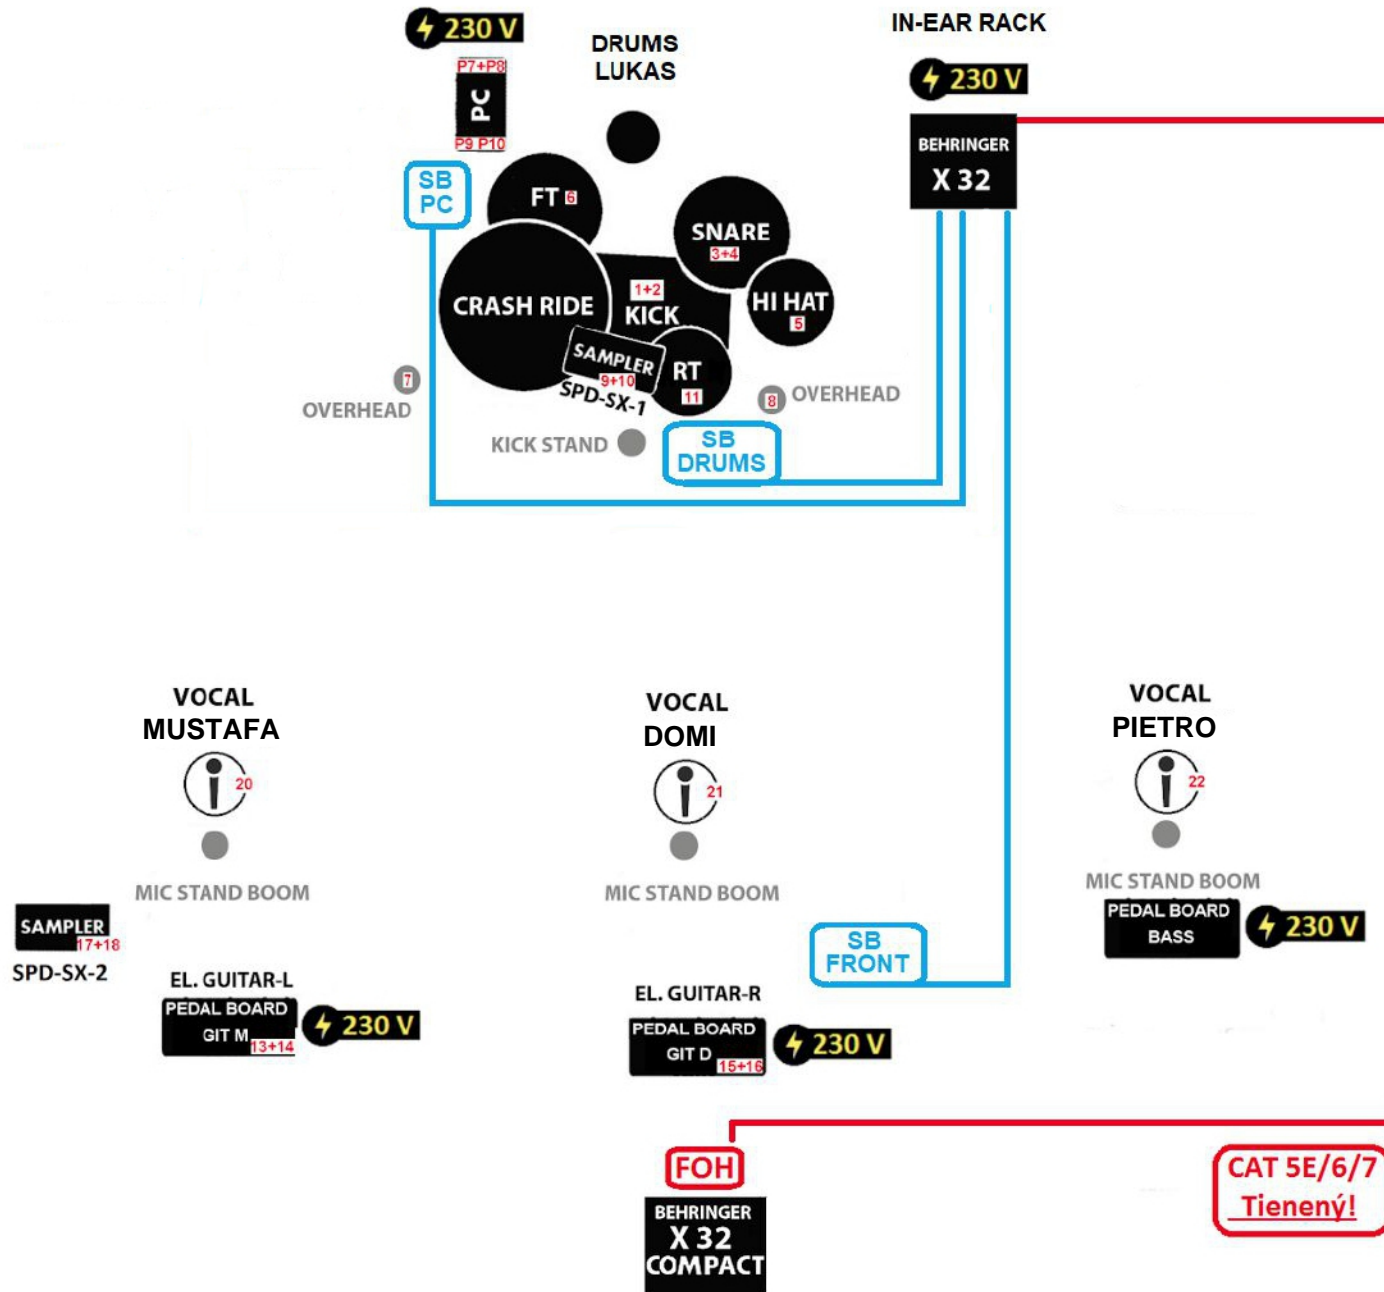 230 V
DRUMS
LUKAS
IN-EAR RACK
230 V
P7+P8
PC
P9 P10
BEHRINGER
X 32
SB
PC
FT 6
SNARE
3+4
CRASH RIDE
1+2
KICK
HI HAT
5
SAMPLER
9+10
SPD-SX-1
RT
11
7
OVERHEAD
8 OVERHEAD
KICK STAND
SB
DRUMS
VOCAL
MUSTAFA
20
MIC STAND BOOM
VOCAL
DOMI
21
MIC STAND BOOM
VOCAL
PIETRO
22
MIC STAND BOOM
SAMPLER
17+18
SPD-SX-2
PEDAL BOARD
BASS
230 V
SB
FRONT
EL. GUITAR-L
PEDAL BOARD
GIT M
13+14
230 V
EL. GUITAR-R
PEDAL BOARD
GIT D
15+16
230 V
FOH
BEHRINGER
X 32
COMPACT
CAT 5E/6/7
Tienený!